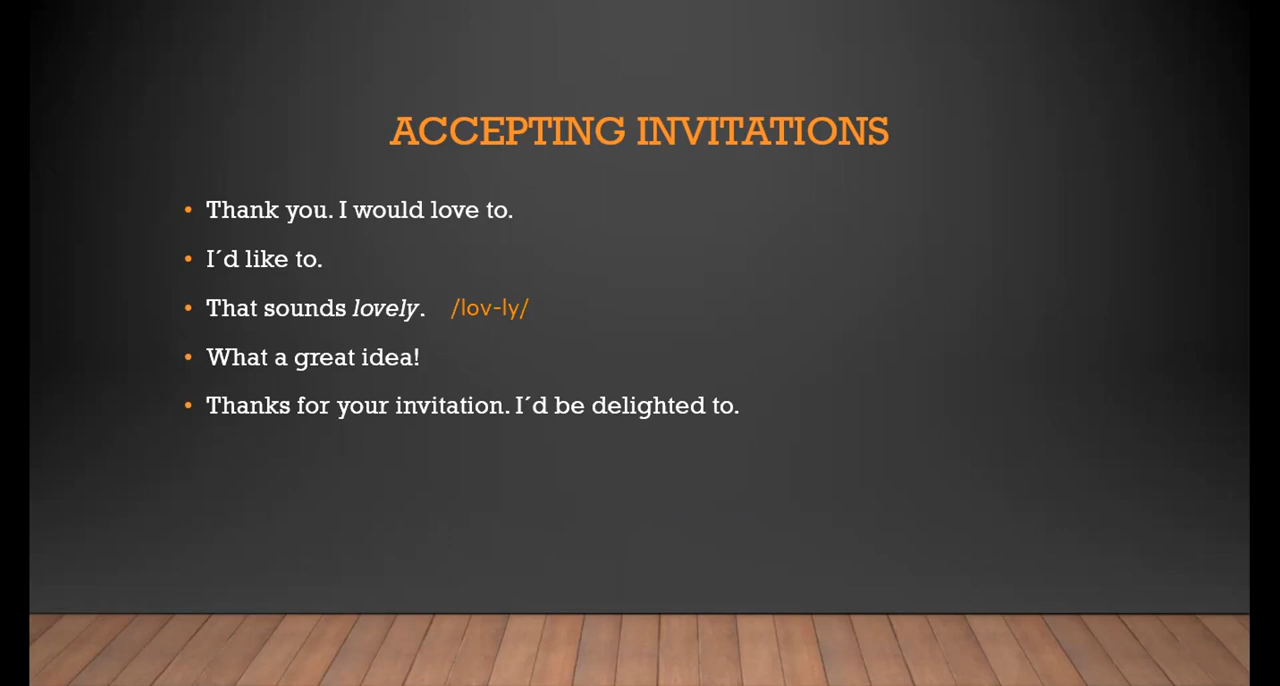 ACCEPTING INVITATIONS
• Thank you. I would love to.
• I´d like to.
• That sounds lovely. /lov-ly/
• What a great idea!
• Thanks for your invitation. I´d be delighted to.